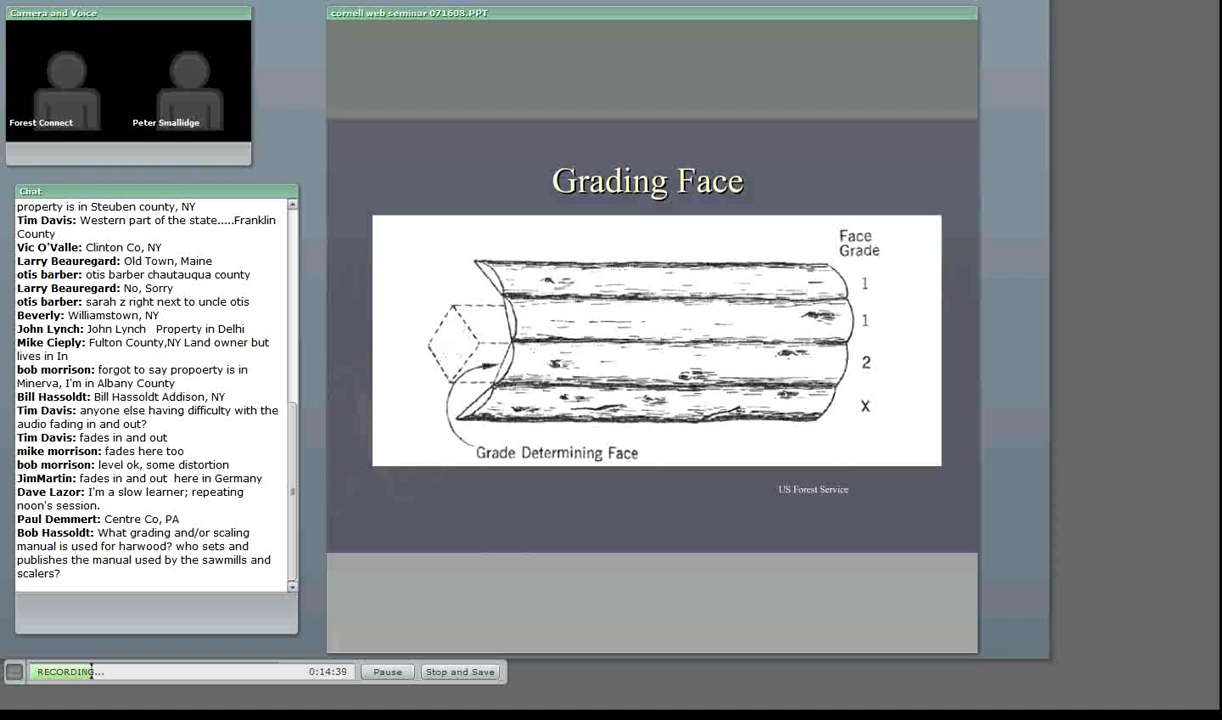 Camera and Voice
Forest Connect
Peter Smallidge
Chat
property is in Steuben county, NY
Tim Davis: Western part of the state.....Franklin
County
Vic O'Valle: Clinton Co, NY
Larry Beauregard: Old Town, Maine
otis barber: otis barber chautauqua county
Larry Beauregard: No, Sorry
otis barber: sarah z right next to uncle otis
Beverly: Williamstown, NY
John Lynch: John Lynch Property in Delhi
Mike Cieply: Fulton County,NY Land owner but
lives in In
bob morrison: forgot to say propoerty is in
Minerva, I'm in Albany County
Bill Hassoldt: Bill Hassoldt Addison, NY
Tim Davis: anyone else having difficulty with the
audio fading in and out?
Tim Davis: fades in and out
mike morrison: fades here too
bob morrison: level ok, some distortion
JimMartin: fades in and out here in Germany
Dave Lazor: I'm a slow learner; repeating
noon's session.
Paul Demmert: Centre Co, PA
Bob Hassoldt: What grading and/or scaling
manual is used for harwood? who sets and
publishes the manual used by the sawmills and
scalers?
cornell web seminar 071608.PPT
Grading Face
Face
Grade
1
1
2
X
Grade Determining Face
US Forest Service
RECORDING...
0:14:39
Pause
Stop and Save